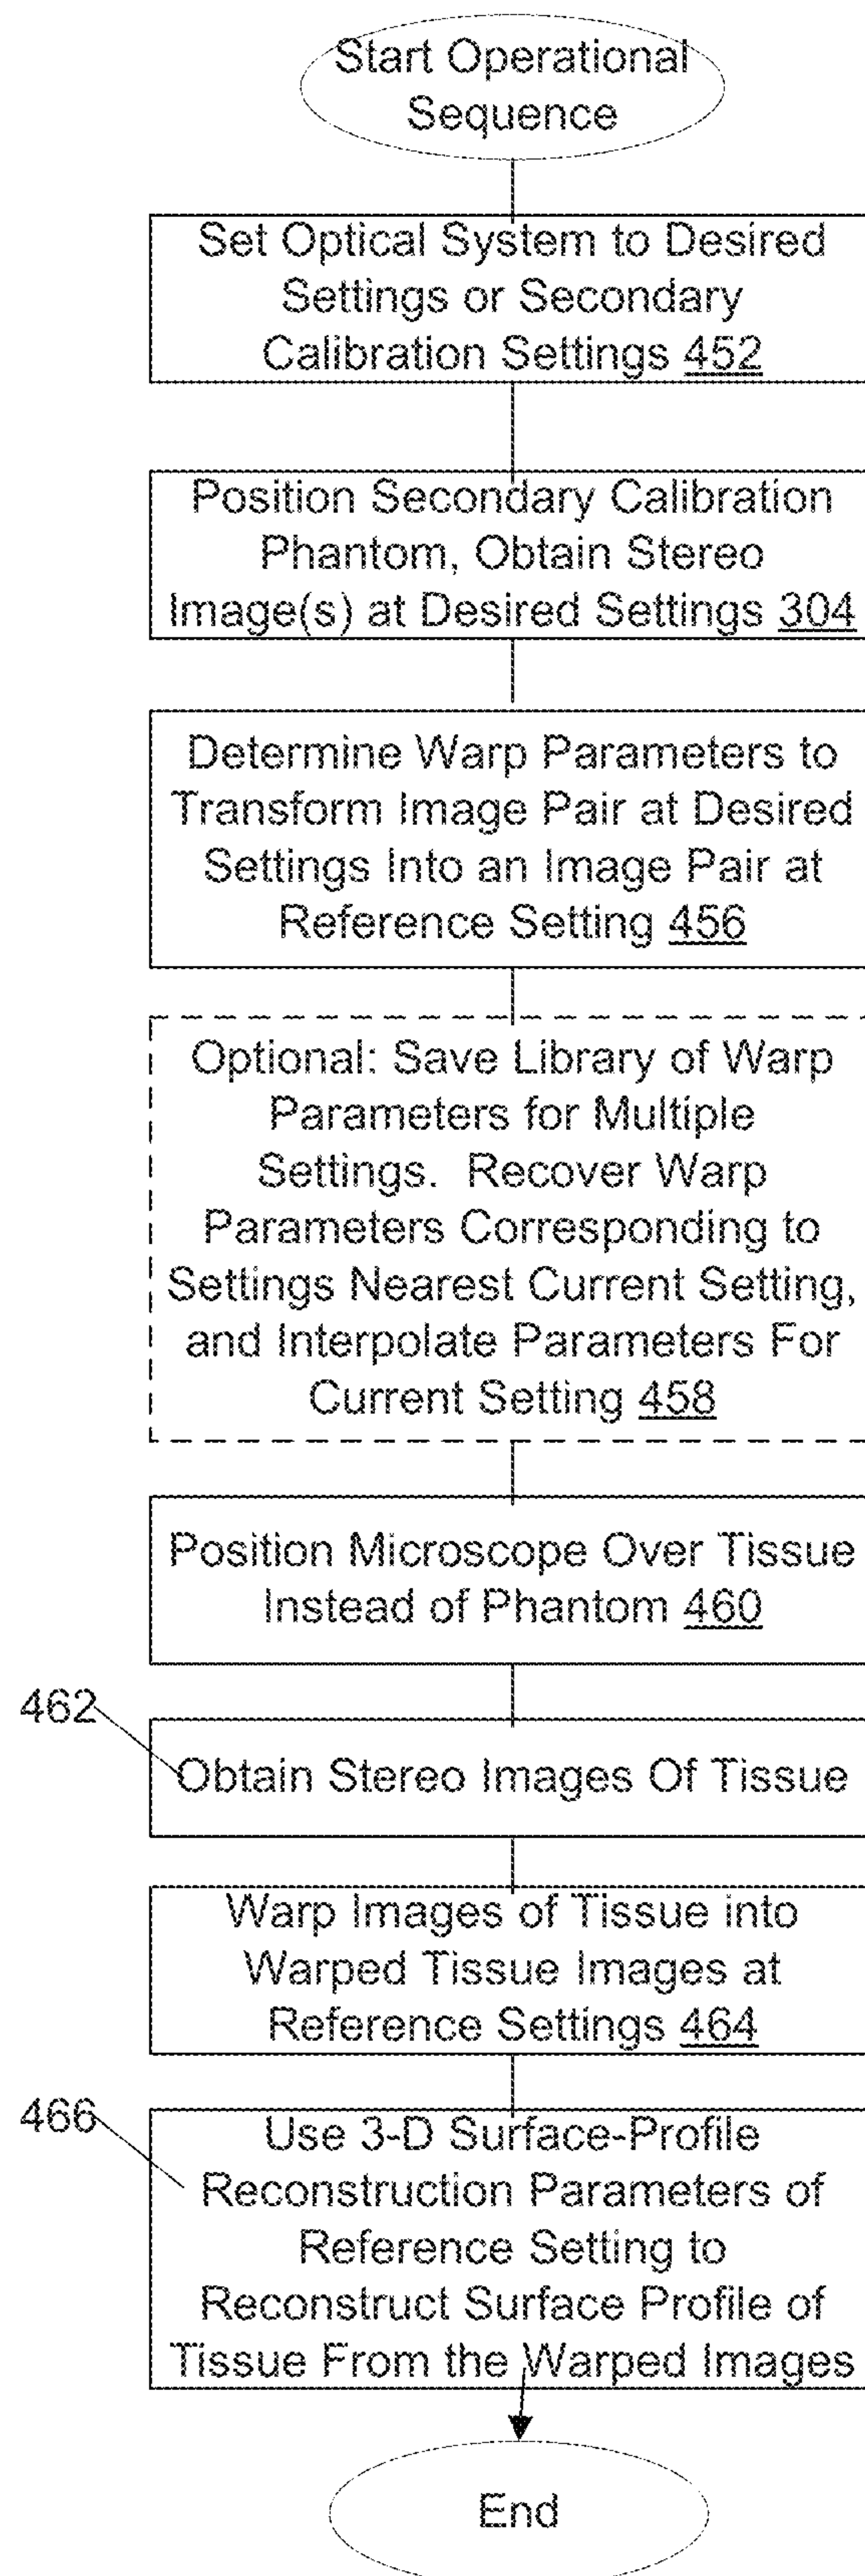 Start Operational
Sequence
Set Optical System to Desired
Settings or Secondary
Calibration Settings 452
Position Secondary Calibration
Phantom, Obtain Stereo
Image(s) at Desired Settings 304
Determine Warp Parameters to
Transform Image Pair at Desired
Settings Into an Image Pair at
Reference Setting 456
Optional: Save Library of Warp
Parameters for Multiple
Settings. Recover Warp
Parameters Corresponding to
Settings Nearest Current Setting,
and Interpolate Parameters For
Current Setting 458
Position Microscope Over Tissue
Instead of Phantom 460
462
Obtain Stereo Images Of Tissue
Warp Images of Tissue into
Warped Tissue Images at
Reference Settings 464
466
Use 3-D Surface-Profile
Reconstruction Parameters of
Reference Setting to
Reconstruct Surface Profile of
Tissue From the Warped Images
End